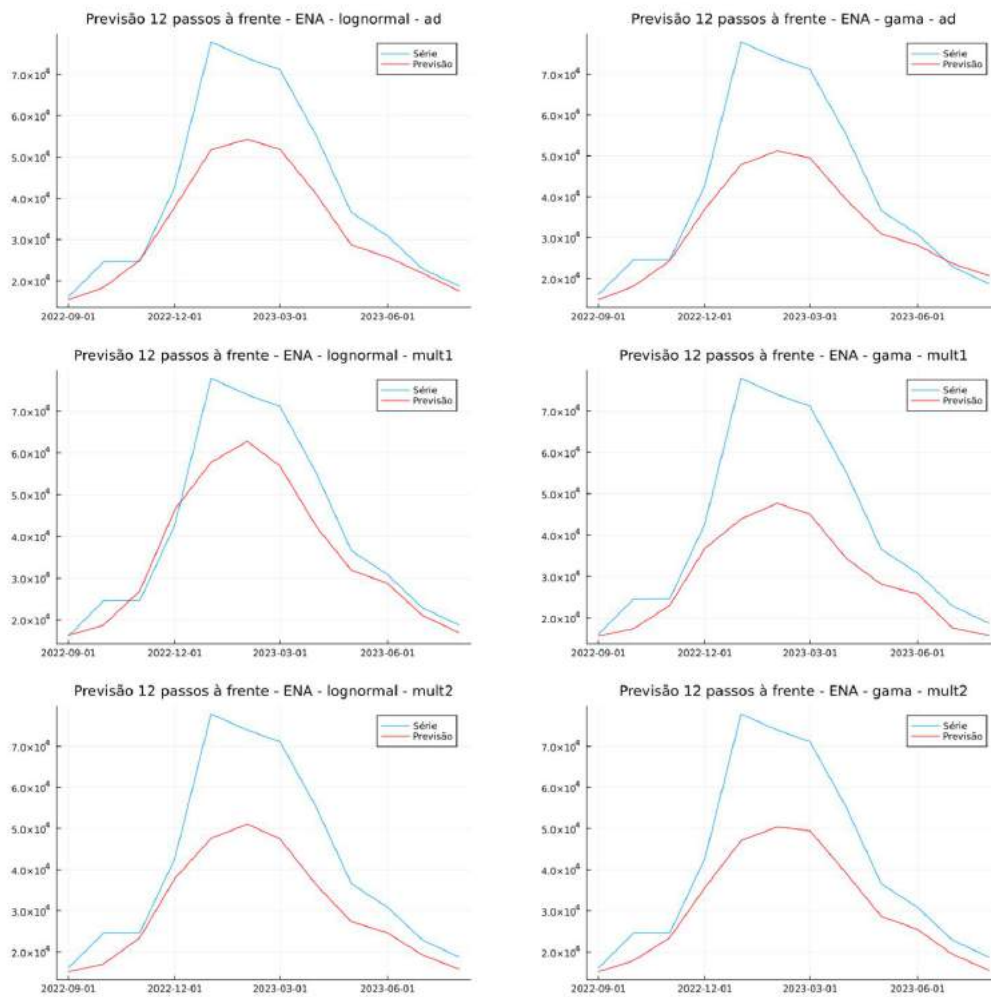 Previsão 12 passos à frente - ENA - lognormal - ad
Série
Previsão
7.0×10⁴
6.0×10⁴
5.0×10⁴
4.0×10⁴
3.0×10⁴
2.0×10⁴
2022-09-01 2022-12-01 2023-03-01 2023-06-01
Previsão 12 passos à frente - ENA - gama - ad
Série
Previsão
7.0×10⁴
6.0×10⁴
5.0×10⁴
4.0×10⁴
3.0×10⁴
2.0×10⁴
2022-09-01 2022-12-01 2023-03-01 2023-06-01
Previsão 12 passos à frente - ENA - lognormal - mult1
Série
Previsão
7.0×10⁴
6.0×10⁴
5.0×10⁴
4.0×10⁴
3.0×10⁴
2.0×10⁴
2022-09-01 2022-12-01 2023-03-01 2023-06-01
Previsão 12 passos à frente - ENA - gama - mult1
Série
Previsão
7.0×10⁴
6.0×10⁴
5.0×10⁴
4.0×10⁴
3.0×10⁴
2.0×10⁴
2022-09-01 2022-12-01 2023-03-01 2023-06-01
Previsão 12 passos à frente - ENA - lognormal - mult2
Série
Previsão
7.0×10⁴
6.0×10⁴
5.0×10⁴
4.0×10⁴
3.0×10⁴
2.0×10⁴
2022-09-01 2022-12-01 2023-03-01 2023-06-01
Previsão 12 passos à frente - ENA - gama - mult2
Série
Previsão
7.0×10⁴
6.0×10⁴
5.0×10⁴
4.0×10⁴
3.0×10⁴
2.0×10⁴
2022-09-01 2022-12-01 2023-03-01 2023-06-01